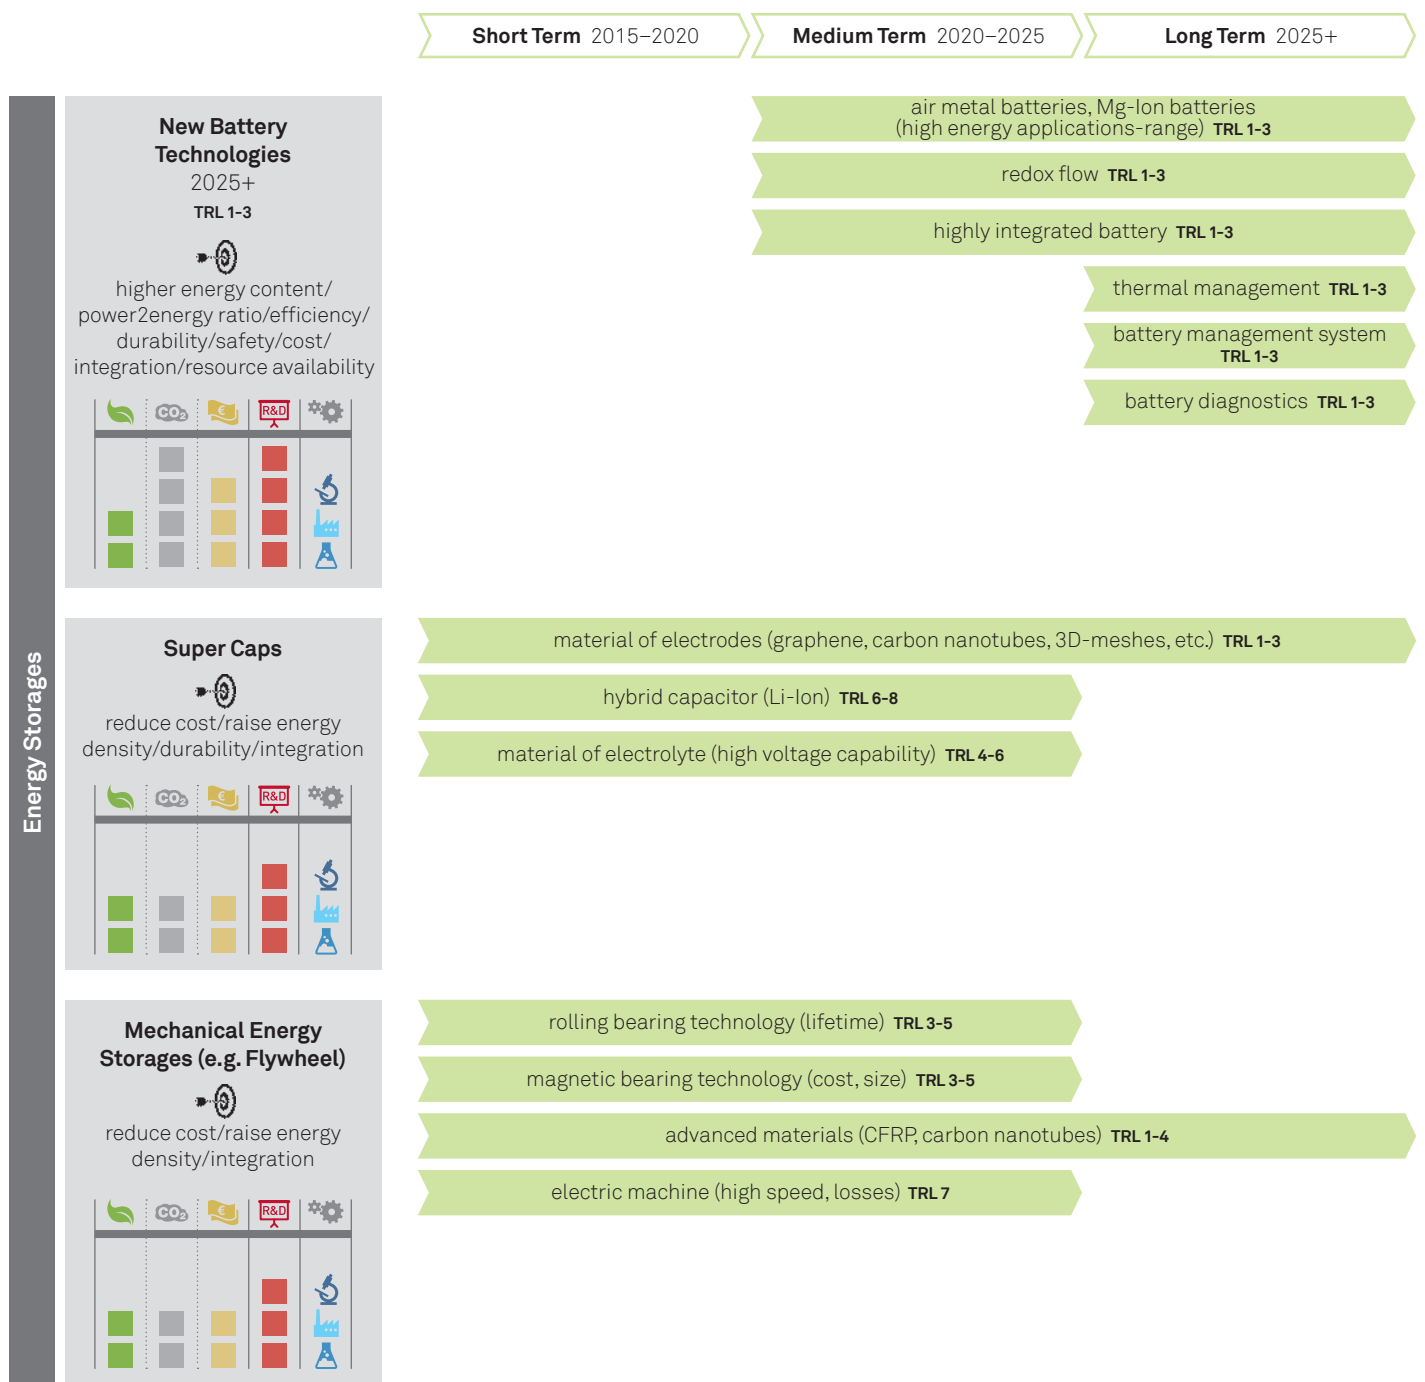 Short Term 2015–2020
Medium Term 2020–2025
Long Term 2025+
Energy Storages
New Battery
Technologies
2025+
TRL 1-3
higher energy content/
power2energy ratio/efficiency/
durability/safety/cost/
integration/resource availability
CO2
€
R&D
air metal batteries, Mg-Ion batteries
(high energy applications-range) TRL 1-3
redox flow TRL 1-3
highly integrated battery TRL 1-3
thermal management TRL 1-3
battery management system
TRL 1-3
battery diagnostics TRL 1-3
Super Caps
reduce cost/raise energy
density/durability/integration
CO2
€
R&D
material of electrodes (graphene, carbon nanotubes, 3D-meshes, etc.) TRL 1-3
hybrid capacitor (Li-Ion) TRL 6-8
material of electrolyte (high voltage capability) TRL 4-6
Mechanical Energy
Storages (e.g. Flywheel)
reduce cost/raise energy
density/integration
CO2
€
R&D
rolling bearing technology (lifetime) TRL 3-5
magnetic bearing technology (cost, size) TRL 3-5
advanced materials (CFRP, carbon nanotubes) TRL 1-4
electric machine (high speed, losses) TRL 7